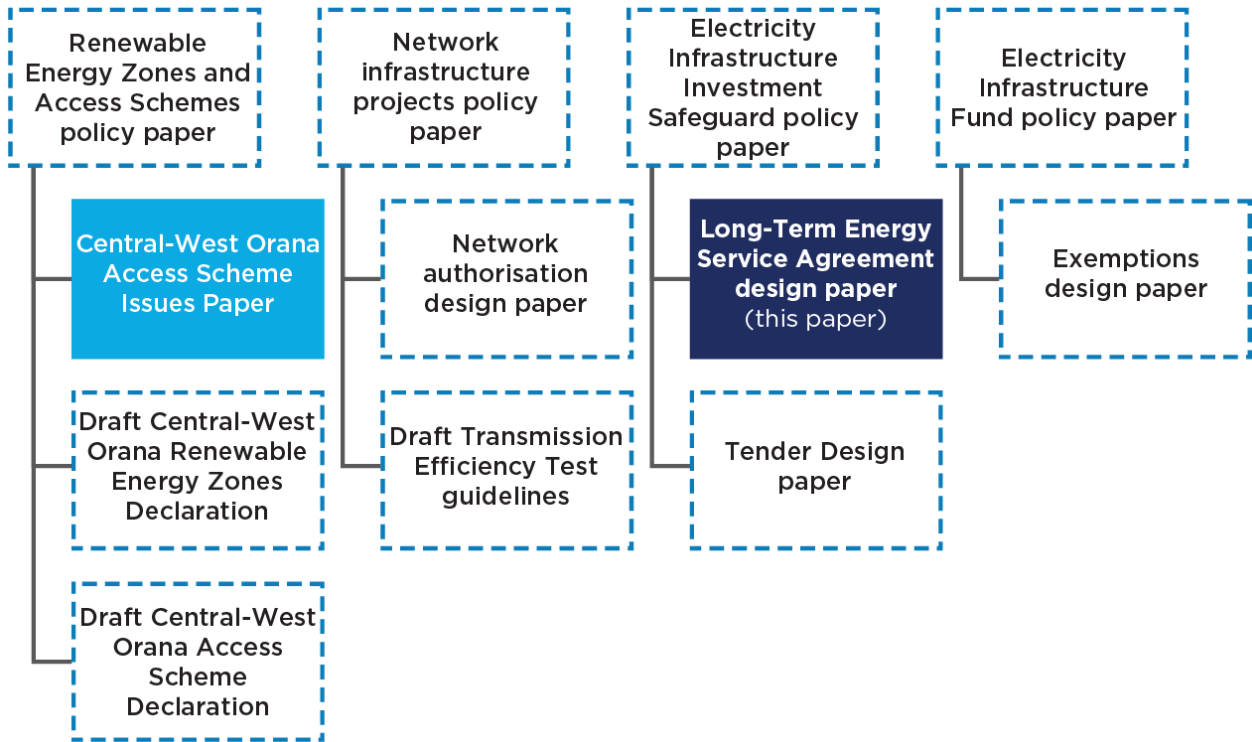 Renewable
Energy Zones and
Access Schemes
policy paper
Central-West Orana
Access Scheme
Issues Paper
Draft Central-West
Orana Renewable
Energy Zones
Declaration
Draft Central-West
Orana Access
Scheme
Declaration
Network
infrastructure
projects policy
paper
Network
authorisation
design paper
Draft Transmission
Efficiency Test
guidelines
Electricity
Infrastructure
Investment
Safeguard policy
paper
Long-Term Energy
Service Agreement
design paper
(this paper)
Tender Design
paper
Electricity
Infrastructure
Fund policy paper
Exemptions
design paper